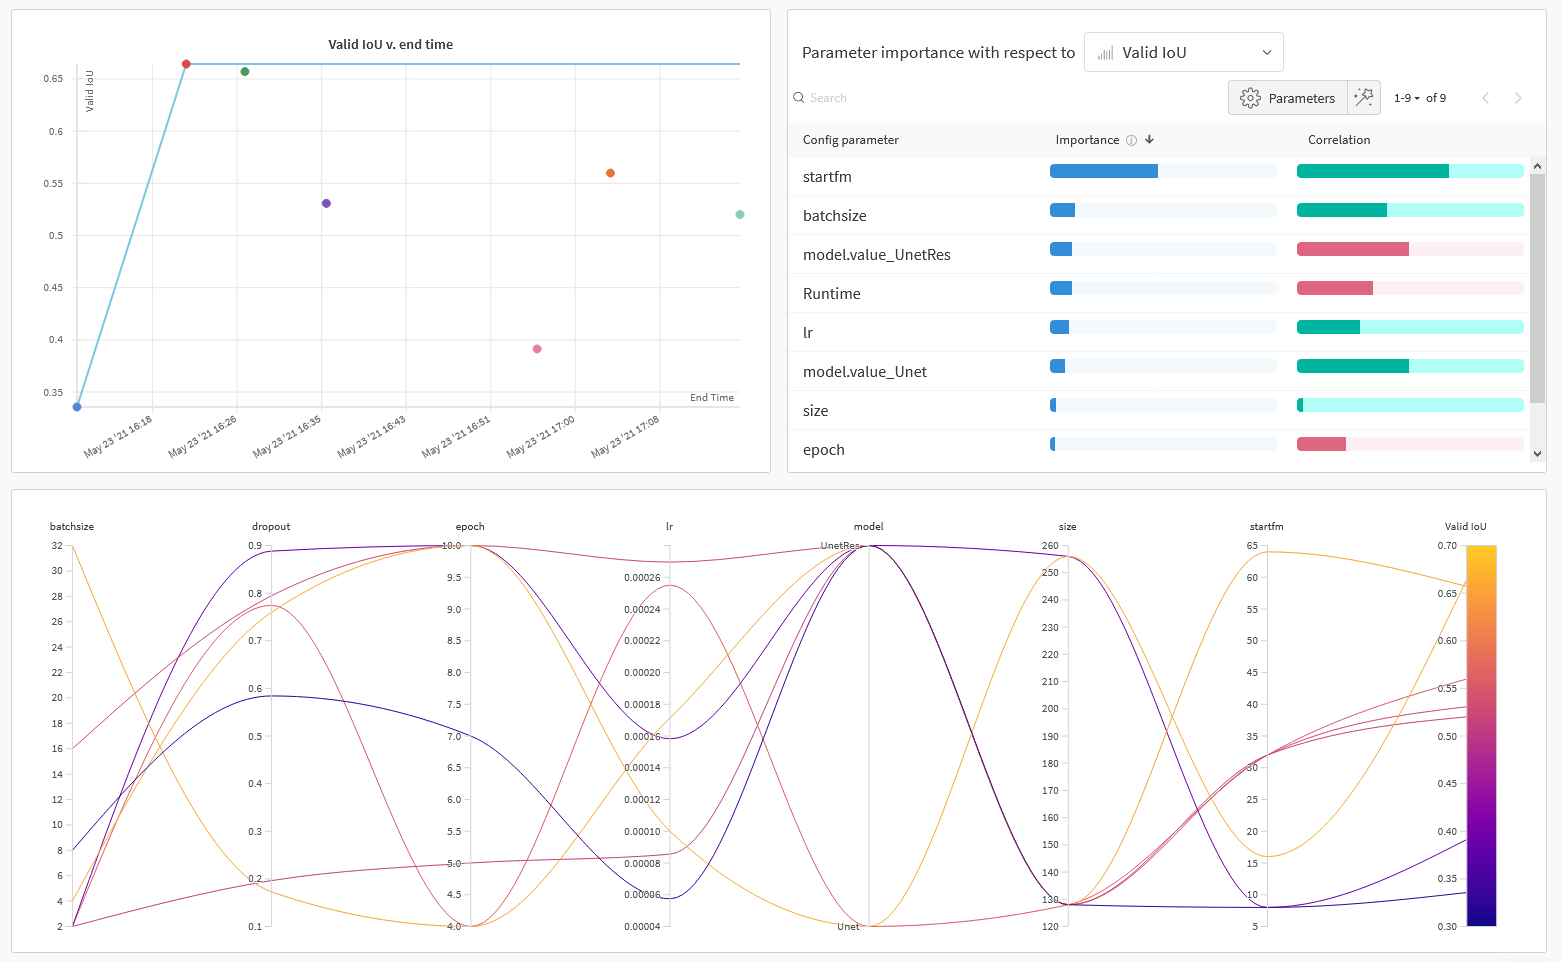 Valid IoU v. end time
Valid IoU
0.65
0.6
0.55
0.5
0.45
0.4
0.35
End Time
May 23 '21 16:18
May 23 '21 16:26
May 23 '21 16:35
May 23 '21 16:43
May 23 '21 16:51
May 23 '21 17:00
May 23 '21 17:08
Parameter importance with respect to
Valid IoU
Search
Parameters
1-9 of 9
Config parameter Importance Correlation
startfm
batchsize
model.value_UnetRes
Runtime
lr
model.value_Unet
size
epoch
batchsize
32
30
28
26
24
22
20
18
16
14
12
10
8
6
4
2
dropout
0.9
0.8
0.7
0.6
0.5
0.4
0.3
0.2
0.1
epoch
10.0
9.5
9.0
8.5
8.0
7.5
7.0
6.5
6.0
5.5
5.0
4.5
4.0
lr
0.00026
0.00024
0.00022
0.00020
0.00018
0.00016
0.00014
0.00012
0.00010
0.00008
0.00006
0.00004
model
UnetRes
Unet
size
260
250
240
230
220
210
200
190
180
170
160
150
140
130
120
startfm
65
60
55
50
45
40
35
30
25
20
15
10
5
Valid IoU
0.70
0.65
0.60
0.55
0.50
0.45
0.40
0.35
0.30